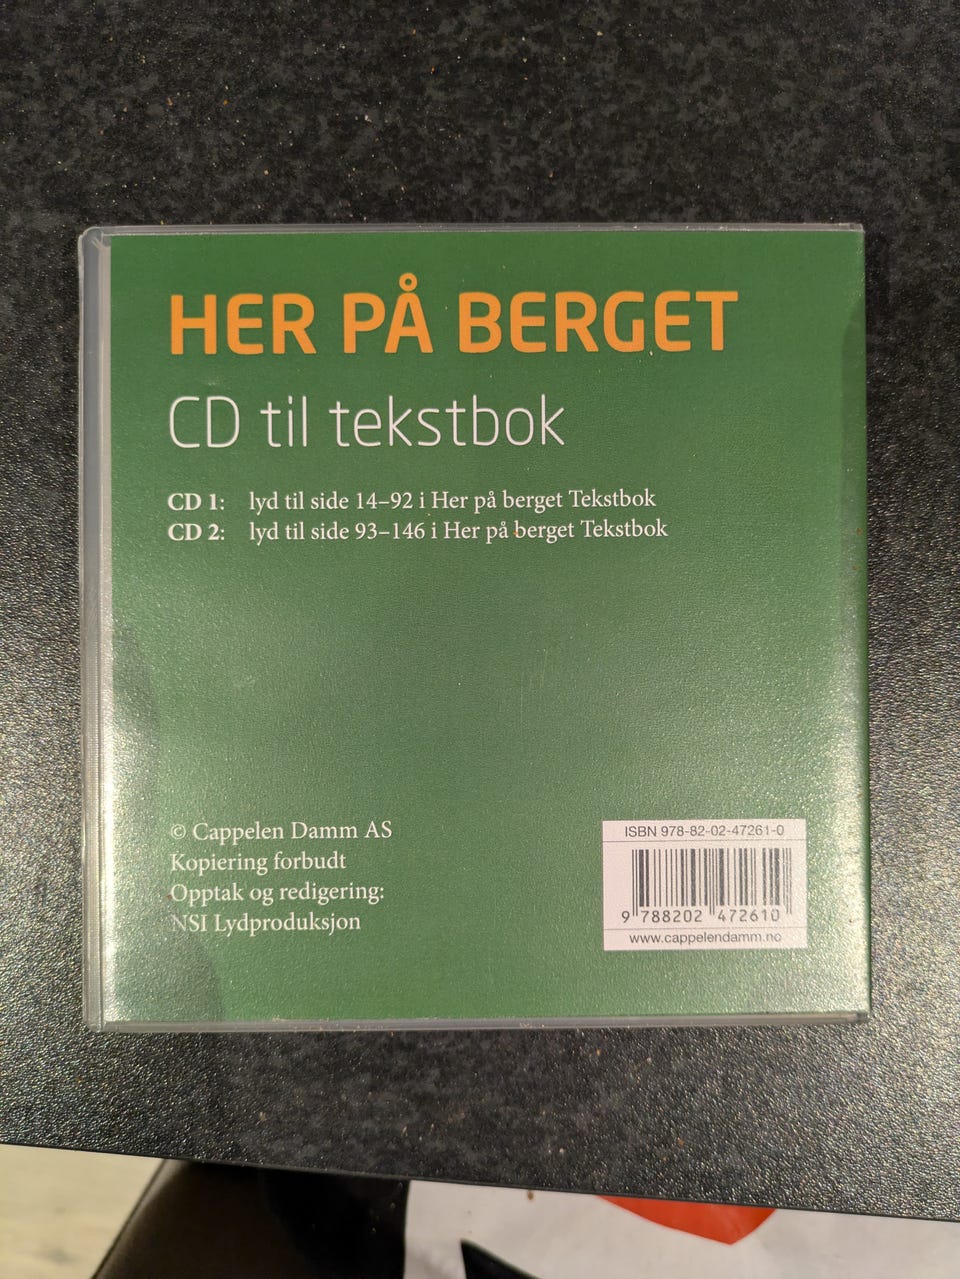 HER PÅ BERGET
CD til tekstbok
CD 1: lyd til side 14–92 i Her på berget Tekstbok
CD 2: lyd til side 93–146 i Her på berget Tekstbok
© Cappelen Damm AS
Kopiering forbudt
Opptak og redigering:
NSI Lydproduksjon
ISBN 978-82-02-47261-0
9 788202 472610
www.cappelendamm.no